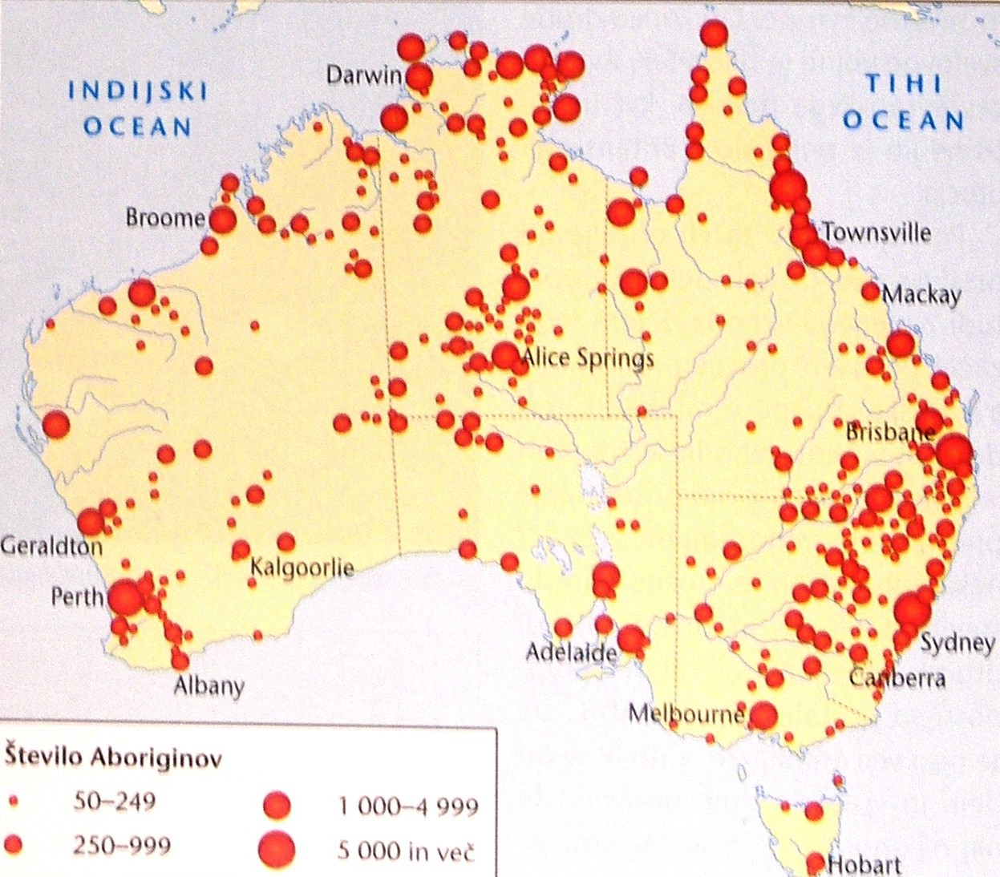 INDIJSKI
OCEAN
TIHI
OCEAN
Darwin
Broome
Townsville
Mackay
Alice Springs
Brisbane
Geraldton
Kalgoorlie
Perth
Albany
Adelaide
Sydney
Canberra
Melbourne
Hobart
Število Aboriginov
50–249
1 000–4 999
250–999
5 000 in več